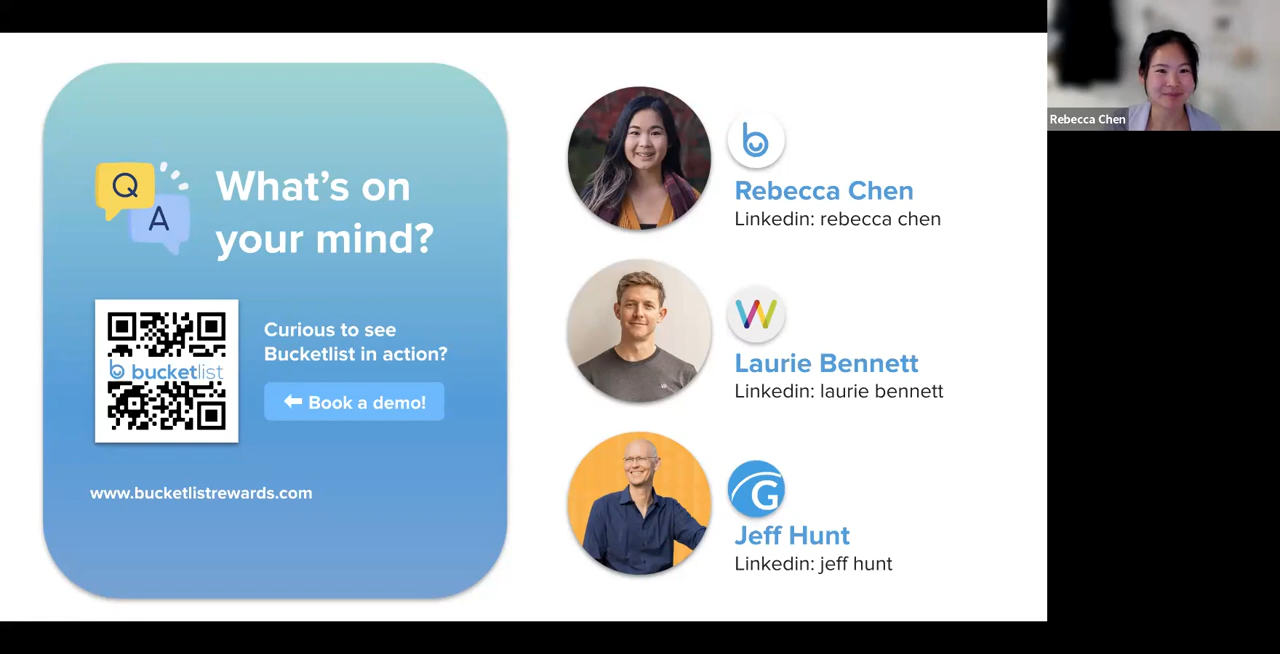 Q
A
What's on
your mind?
bucketlist
Curious to see
Bucketlist in action?
Book a demo!
www.bucketlistrewards.com
b
Rebecca Chen
Linkedin: rebecca chen
W
Laurie Bennett
Linkedin: laurie bennett
G
Jeff Hunt
Linkedin: jeff hunt
Rebecca Chen